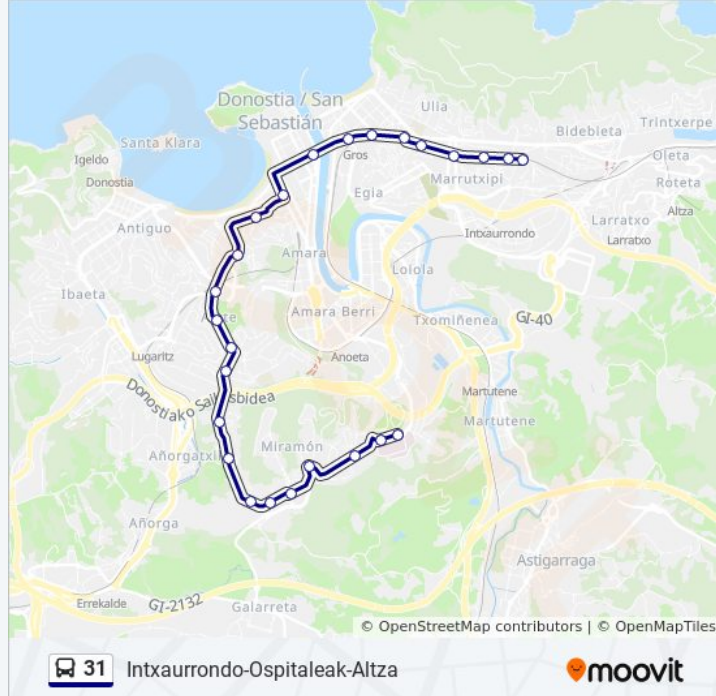 Donostia / San
Sebastián
Ulia
Bidebieta
Trintxerpe
Santa Klara
Igeldo
Donostia
Gros
Oleta
Marrutxipi
Roteta
Egia
Altza
Larratxo
Larratxo
Antiguo
Intxaurrondo
Amara
Loiola
Ibaeta
Amara Berri
Txomiñenea
GI-40
Lugaritz
Anoeta
Martutene
Martutene
Miramón
Añorga
Astigarraga
Errekalde
GI-2132
Galarreta
© OpenStreetMap contributors | © OpenMapTiles
31 Intxaurrondo-Ospitaleak-Altza
moovit